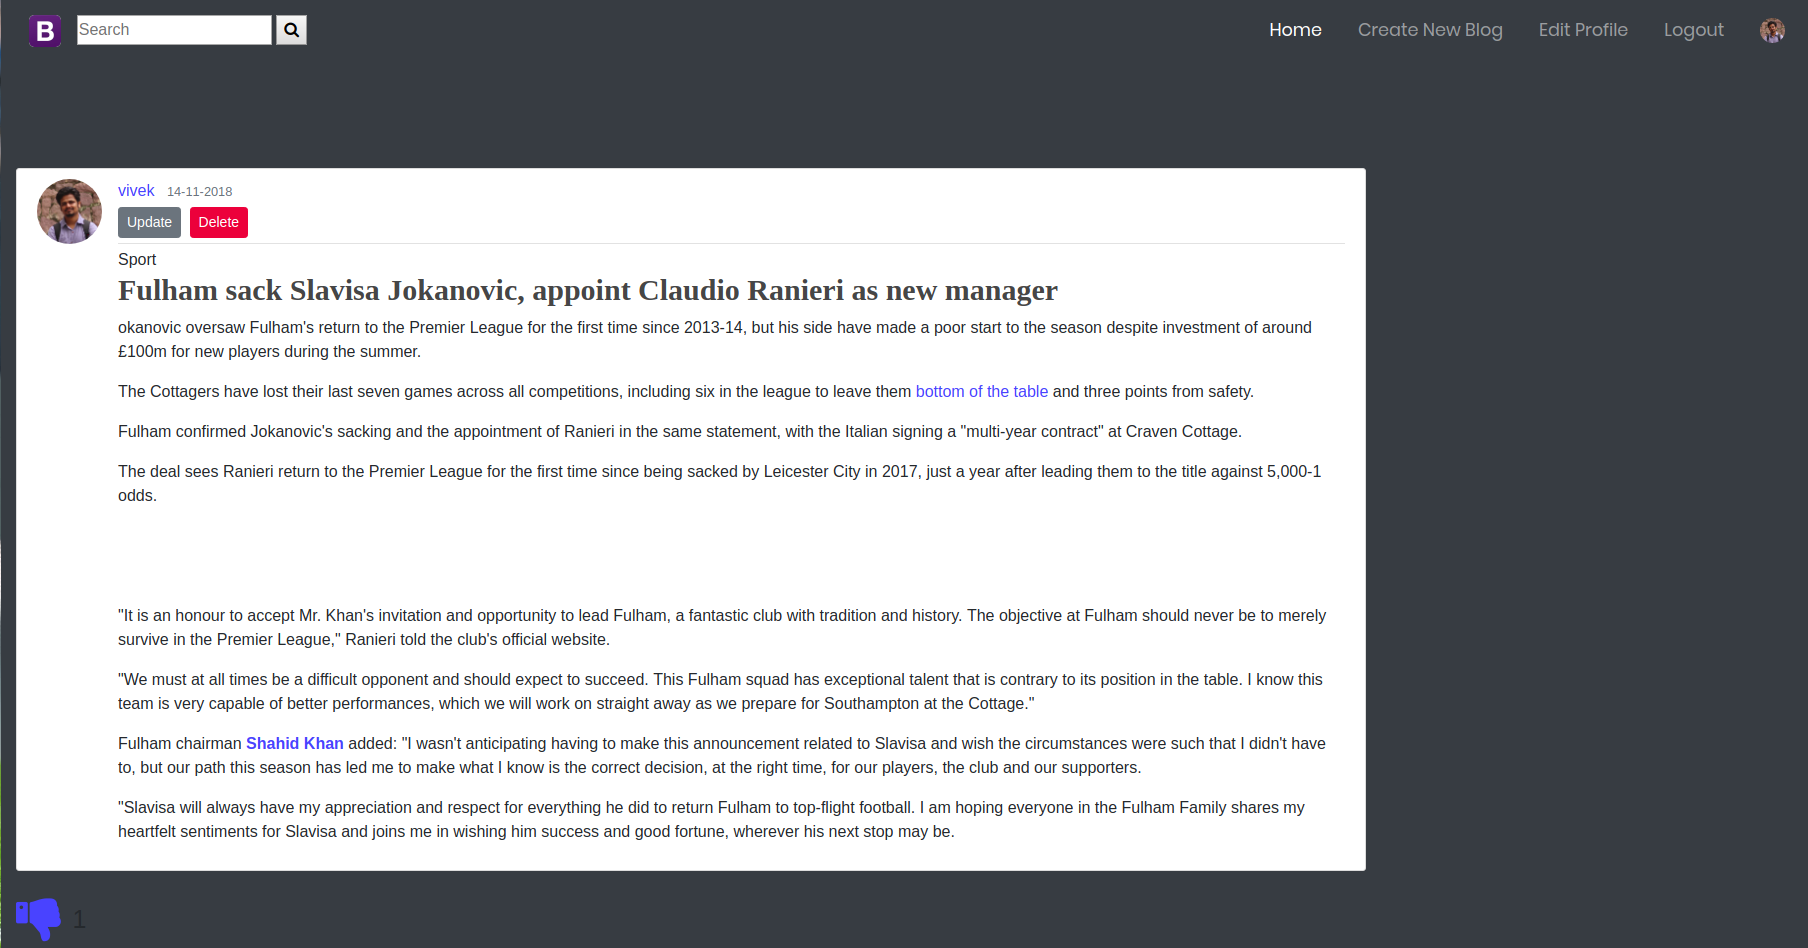 B
Search
Home
Create New Blog
Edit Profile
Logout
vivek 14-11-2018
Update Delete
Sport
Fulham sack Slavisa Jokanovic, appoint Claudio Ranieri as new manager
okanovic oversaw Fulham's return to the Premier League for the first time since 2013-14, but his side have made a poor start to the season despite investment of around
£100m for new players during the summer.
The Cottagers have lost their last seven games across all competitions, including six in the league to leave them bottom of the table and three points from safety.
Fulham confirmed Jokanovic's sacking and the appointment of Ranieri in the same statement, with the Italian signing a "multi-year contract" at Craven Cottage.
The deal sees Ranieri return to the Premier League for the first time since being sacked by Leicester City in 2017, just a year after leading them to the title against 5,000-1
odds.
"It is an honour to accept Mr. Khan's invitation and opportunity to lead Fulham, a fantastic club with tradition and history. The objective at Fulham should never be to merely
survive in the Premier League," Ranieri told the club's official website.
"We must at all times be a difficult opponent and should expect to succeed. This Fulham squad has exceptional talent that is contrary to its position in the table. I know this
team is very capable of better performances, which we will work on straight away as we prepare for Southampton at the Cottage."
Fulham chairman Shahid Khan added: "I wasn't anticipating having to make this announcement related to Slavisa and wish the circumstances were such that I didn't have
to, but our path this season has led me to make what I know is the correct decision, at the right time, for our players, the club and our supporters.
"Slavisa will always have my appreciation and respect for everything he did to return Fulham to top-flight football. I am hoping everyone in the Fulham Family shares my
heartfelt sentiments for Slavisa and joins me in wishing him success and good fortune, wherever his next stop may be.
1